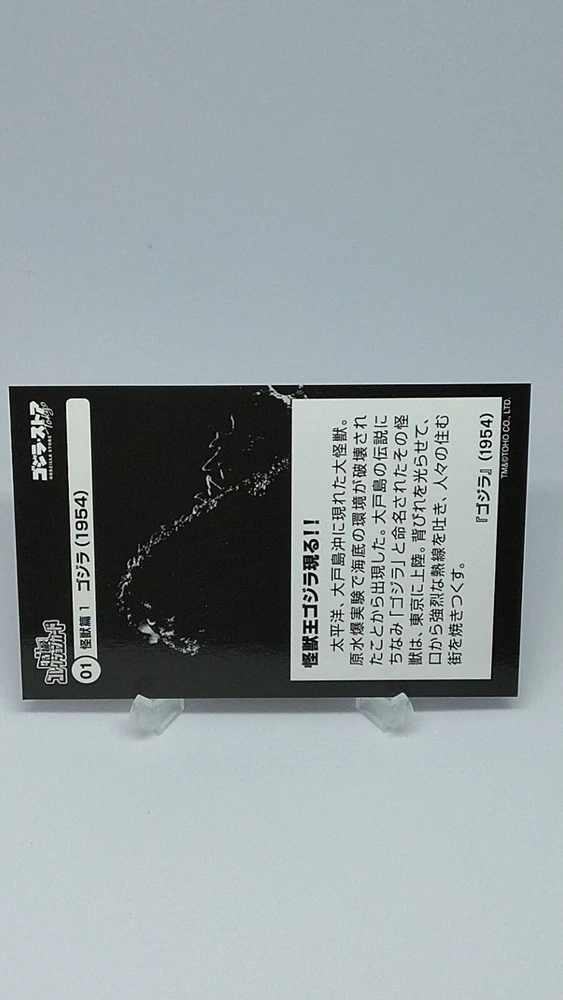 ゴジラ・ストア
Tokyo
GODZILLA STORE
01 怪獣篇 1 ゴジラ(1954)
怪獣王ゴジラ現る!!
太平洋、大戸島沖に現れた大怪獣。
原水爆実験で海底の環境が破壊され
たことから出現した。大戸島の伝説に
ちなみ「ゴジラ」と命名されたその怪
獣は、東京に上陸。背びれを光らせて、
口から強烈な熱線を吐き、人々の住む
街を焼きつくす。
『ゴジラ』(1954)
TM&©TOHO CO., LTD.